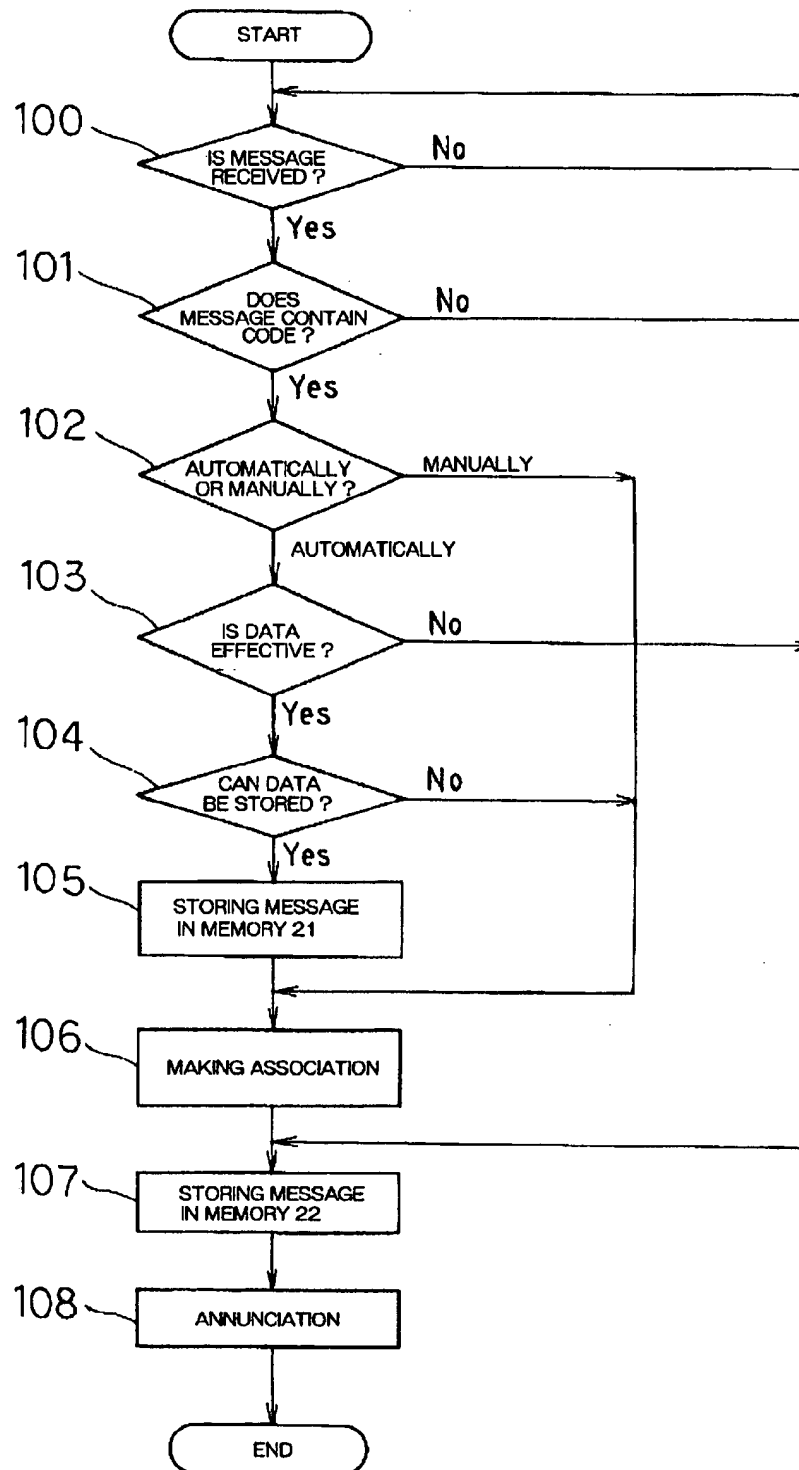 START
100
IS MESSAGE
RECEIVED ?
No
Yes
101
DOES
MESSAGE CONTAIN
CODE ?
No
Yes
102
AUTOMATICALLY
OR MANUALLY ?
MANUALLY
AUTOMATICALLY
103
IS DATA
EFFECTIVE ?
No
Yes
104
CAN DATA
BE STORED ?
No
Yes
105
STORING MESSAGE
IN MEMORY 21
106
MAKING ASSOCIATION
107
STORING MESSAGE
IN MEMORY 22
108
ANNUNCIATION
END